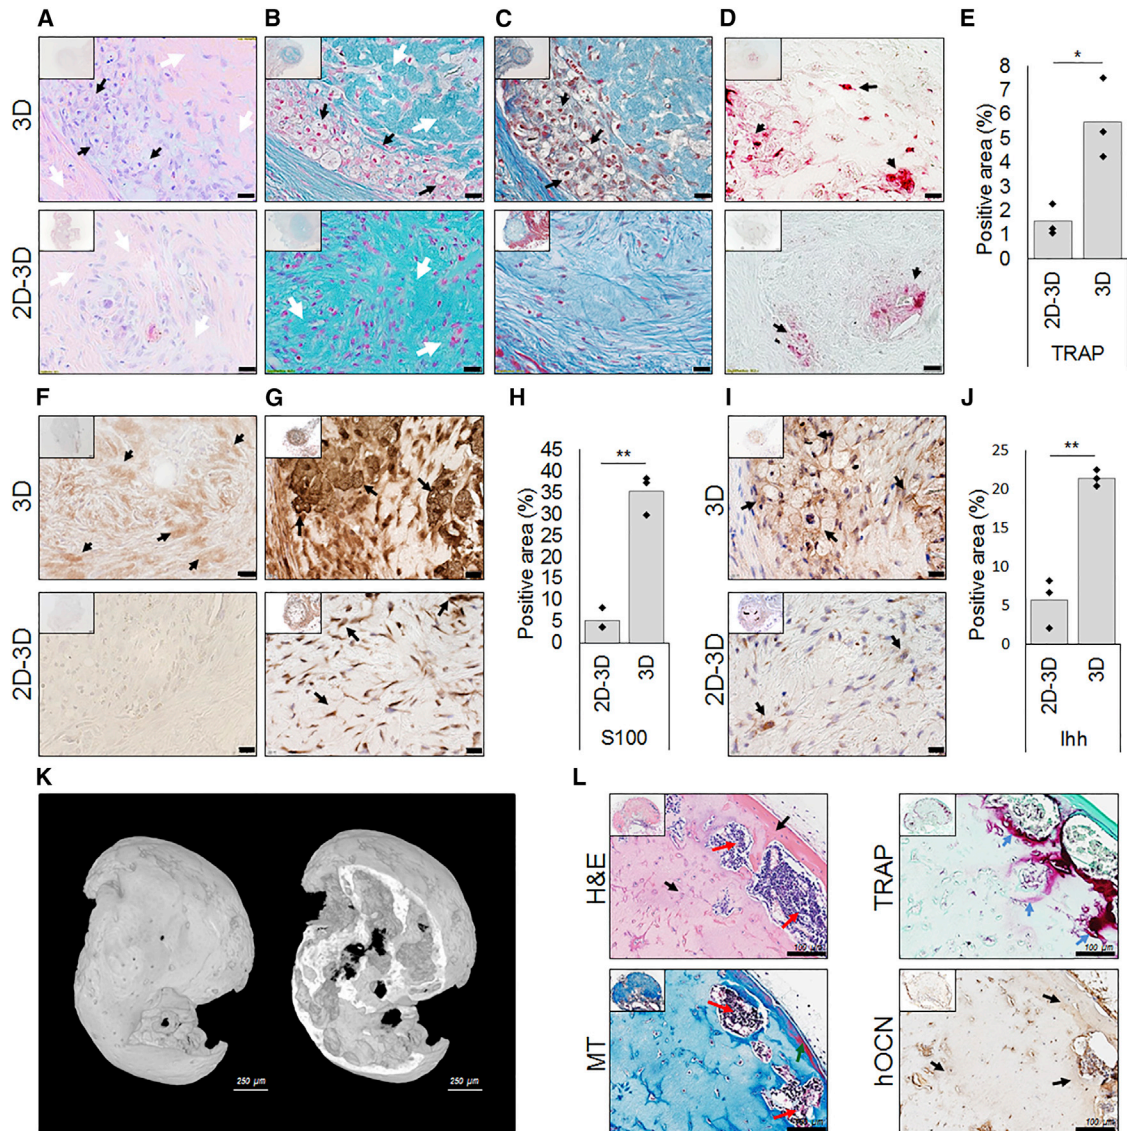 A
B
C
D
E
3D
2D-3D
*
Positive area (%)
8
7
6
5
4
3
2
1
0
2D-3D
3D
TRAP
F
G
H
I
J
3D
2D-3D
**
Positive area (%)
45
40
35
30
25
20
15
10
5
0
2D-3D
3D
S100
3D
2D-3D
**
Positive area (%)
25
20
15
10
5
0
2D-3D
3D
Ihh
K
L
250 µm
250 µm
H&E
100 µm
TRAP
100 µm
MT
100 µm
hOCN
100 µm